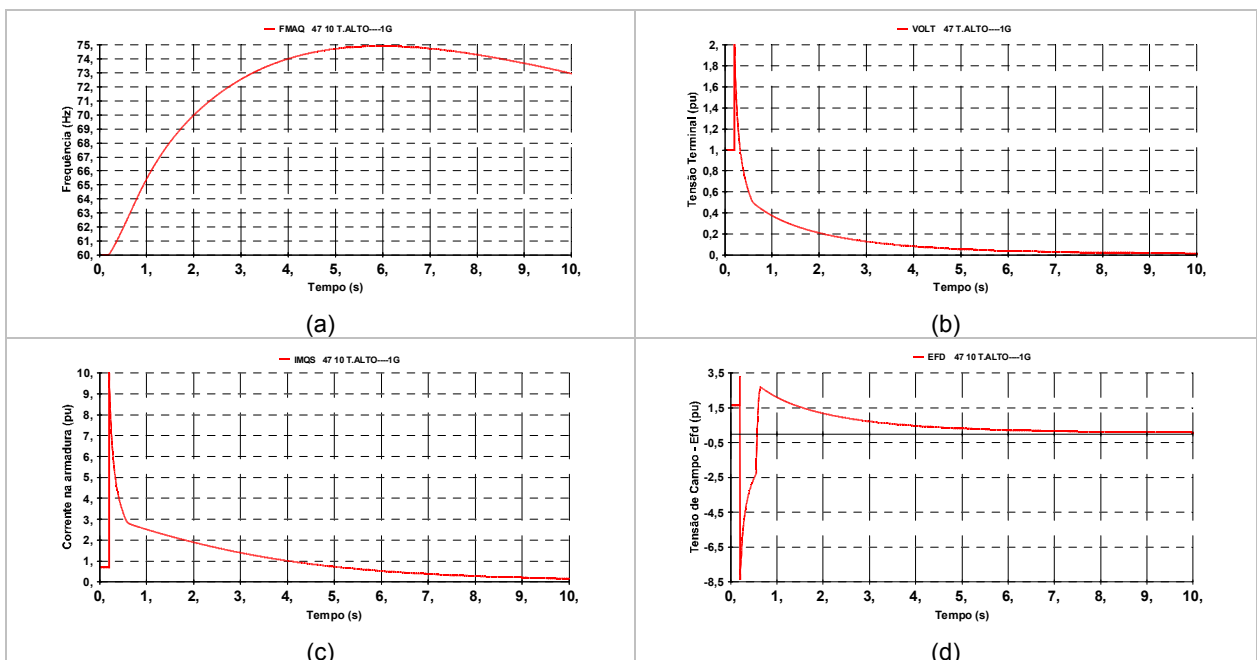 FMAQ 47 10 T.ALTO----1G
Frequência (Hz)
75,
74,
73,
72,
71,
70,
69,
68,
67,
66,
65,
64,
63,
62,
61,
60,
0, 1, 2, 3, 4, 5, 6, 7, 8, 9, 10,
Tempo (s)
(a)
VOLT 47 T.ALTO----1G
Tensão Terminal (pu)
2,
1,8
1,6
1,4
1,2
1,
0,8
0,6
0,4
0,2
0,
0, 1, 2, 3, 4, 5, 6, 7, 8, 9, 10,
Tempo (s)
(b)
IMQS 47 10 T.ALTO----1G
Corrente na armadura (pu)
10,
9,
8,
7,
6,
5,
4,
3,
2,
1,
0,
0, 1, 2, 3, 4, 5, 6, 7, 8, 9, 10,
Tempo (s)
(c)
EFD 47 10 T.ALTO----1G
Tensão de Campo - Efd (pu)
3,5
1,5
-0,5
-2,5
-4,5
-6,5
-8,5
0, 1, 2, 3, 4, 5, 6, 7, 8, 9, 10,
Tempo (s)
(d)